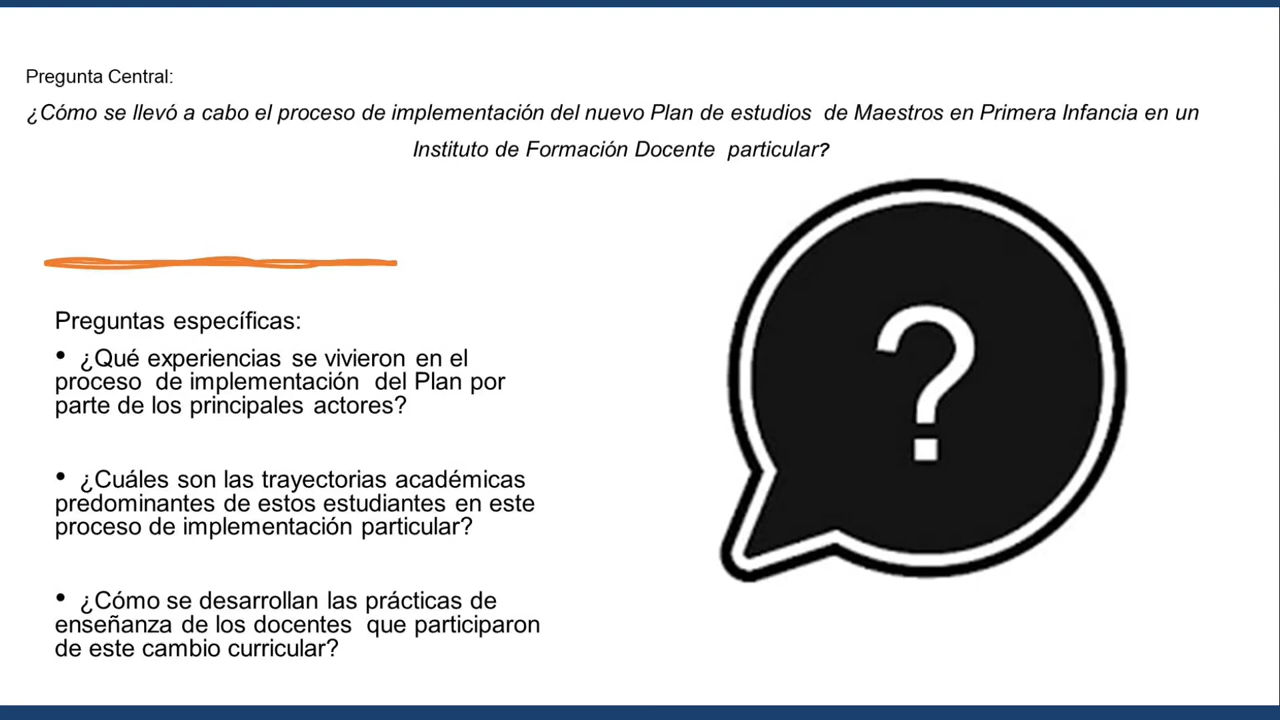 Pregunta Central:
¿Cómo se llevó a cabo el proceso de implementación del nuevo Plan de estudios de Maestros en Primera Infancia en un
Instituto de Formación Docente particular?
Preguntas específicas:
• ¿Qué experiencias se vivieron en el
proceso de implementación del Plan por
parte de los principales actores?
• ¿Cuáles son las trayectorias académicas
predominantes de estos estudiantes en este
proceso de implementación particular?
• ¿Cómo se desarrollan las prácticas de
enseñanza de los docentes que participaron
de este cambio curricular?
?